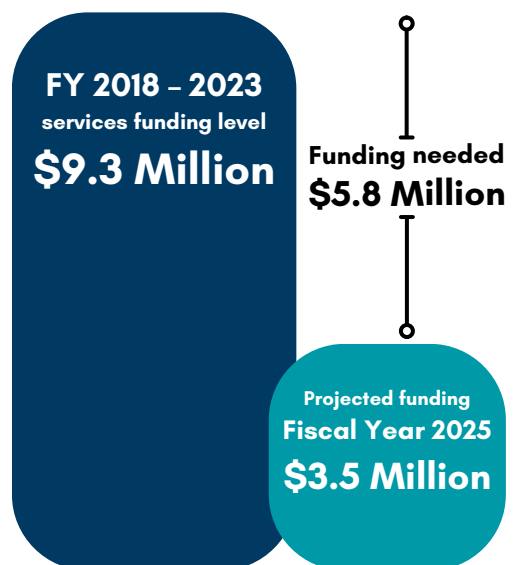 FY 2018 – 2023
services funding level
$9.3 Million
Funding needed
$5.8 Million
Projected funding
Fiscal Year 2025
$3.5 Million